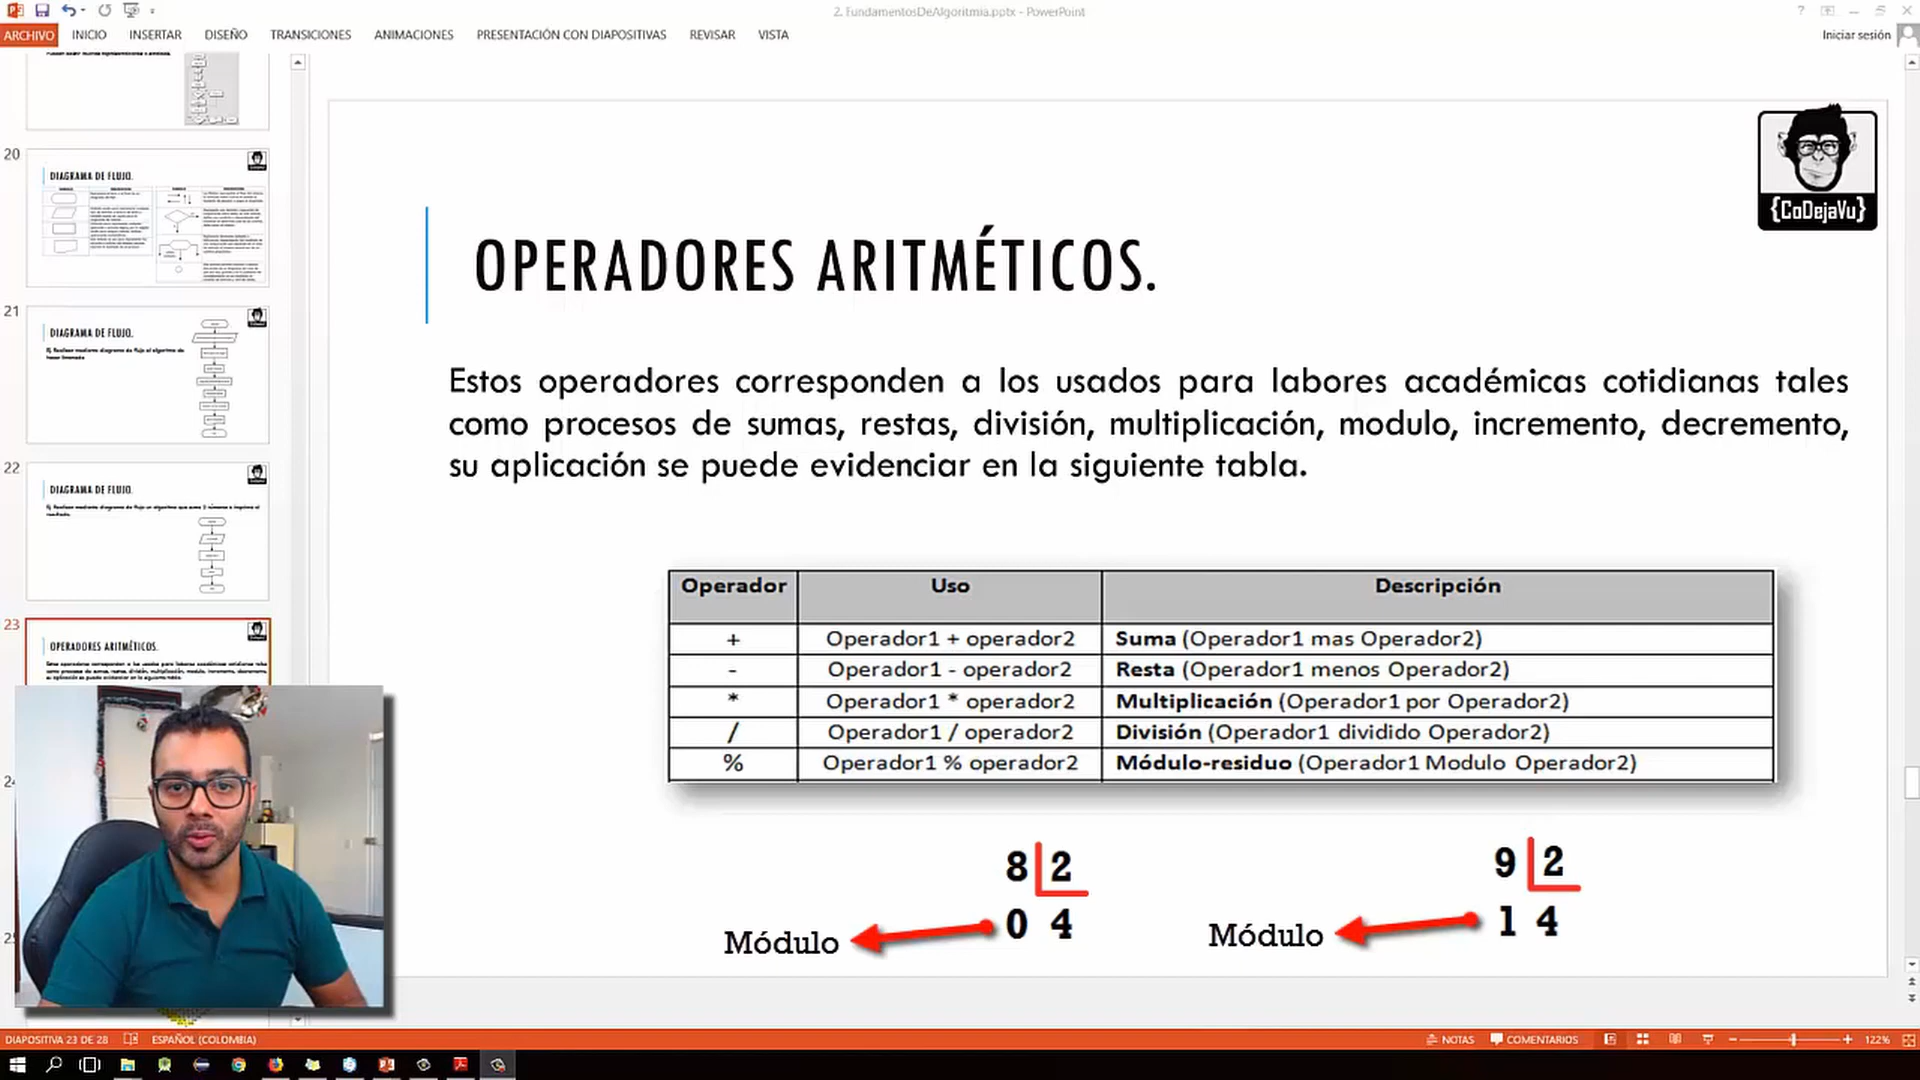 2. FundamentosDeAlgoritmia.pptx - PowerPoint
ARCHIVO INICIO INSERTAR DISEÑO TRANSICIONES ANIMACIONES PRESENTACIÓN CON DIAPOSITIVAS REVISAR VISTA Iniciar sesión
20
DIAGRAMA DE FLUJO.
21
DIAGRAMA DE FLUJO.
22
DIAGRAMA DE FLUJO.
23
OPERADORES ARITMÉTICOS.
{CoDejaVu}
OPERADORES ARITMÉTICOS.
Estos operadores corresponden a los usados para labores académicas cotidianas tales
como procesos de sumas, restas, división, multiplicación, modulo, incremento, decremento,
su aplicación se puede evidenciar en la siguiente tabla.
Operador Uso Descripción
+ Operador1 + operador2 Suma (Operador1 mas Operador2)
- Operador1 - operador2 Resta (Operador1 menos Operador2)
* Operador1 * operador2 Multiplicación (Operador1 por Operador2)
/ Operador1 / operador2 División (Operador1 dividido Operador2)
% Operador1 % operador2 Módulo-residuo (Operador1 Modulo Operador2)
8 2
0 4
Módulo
9 2
1 4
Módulo
DIAPOSITIVA 23 DE 28 ESPAÑOL (COLOMBIA) NOTAS COMENTARIOS 122%